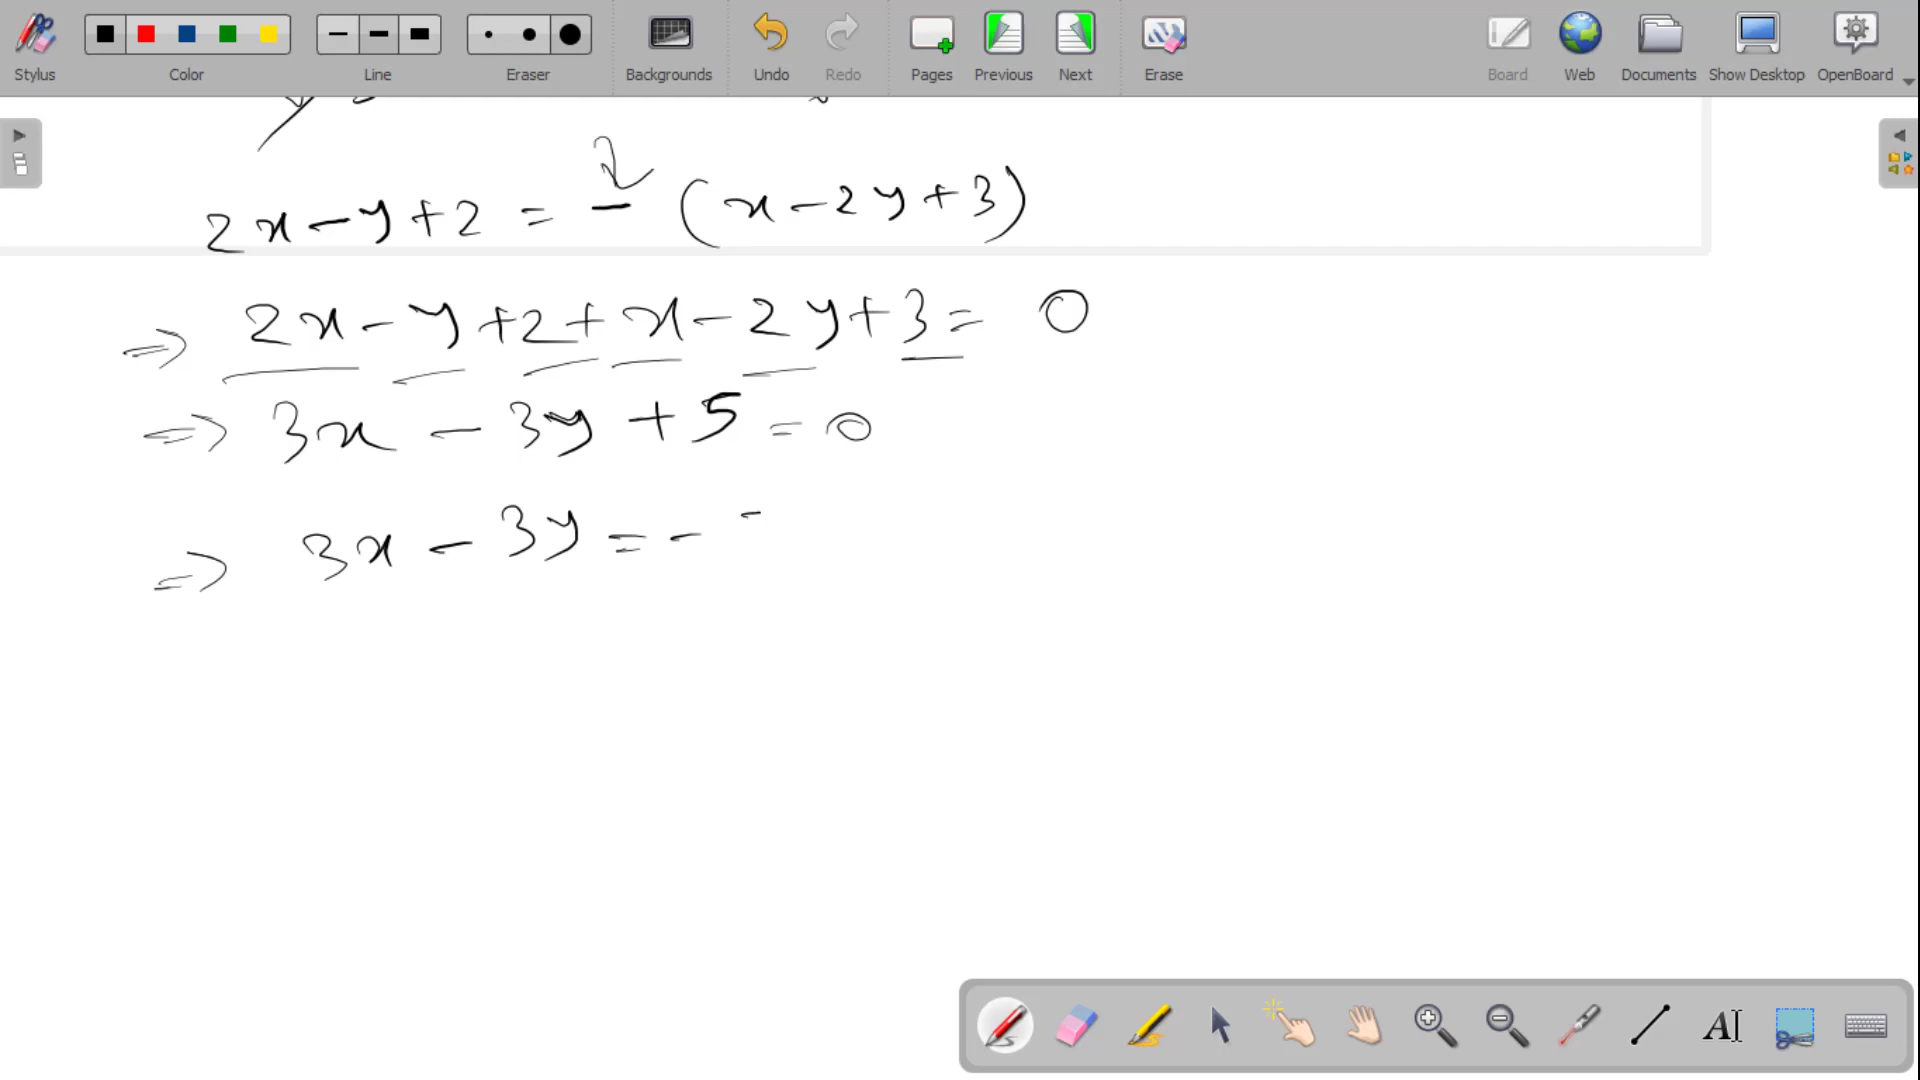 Stylus Color Line Eraser Backgrounds Undo Redo Pages Previous Next Erase Board Web Documents Show Desktop OpenBoard
2x - y + 2 = - (x - 2y + 3)
⇒ 2x - y + 2 + x - 2y + 3 = 0
⇒ 3x - 3y + 5 = 0
⇒ 3x - 3y = -
A